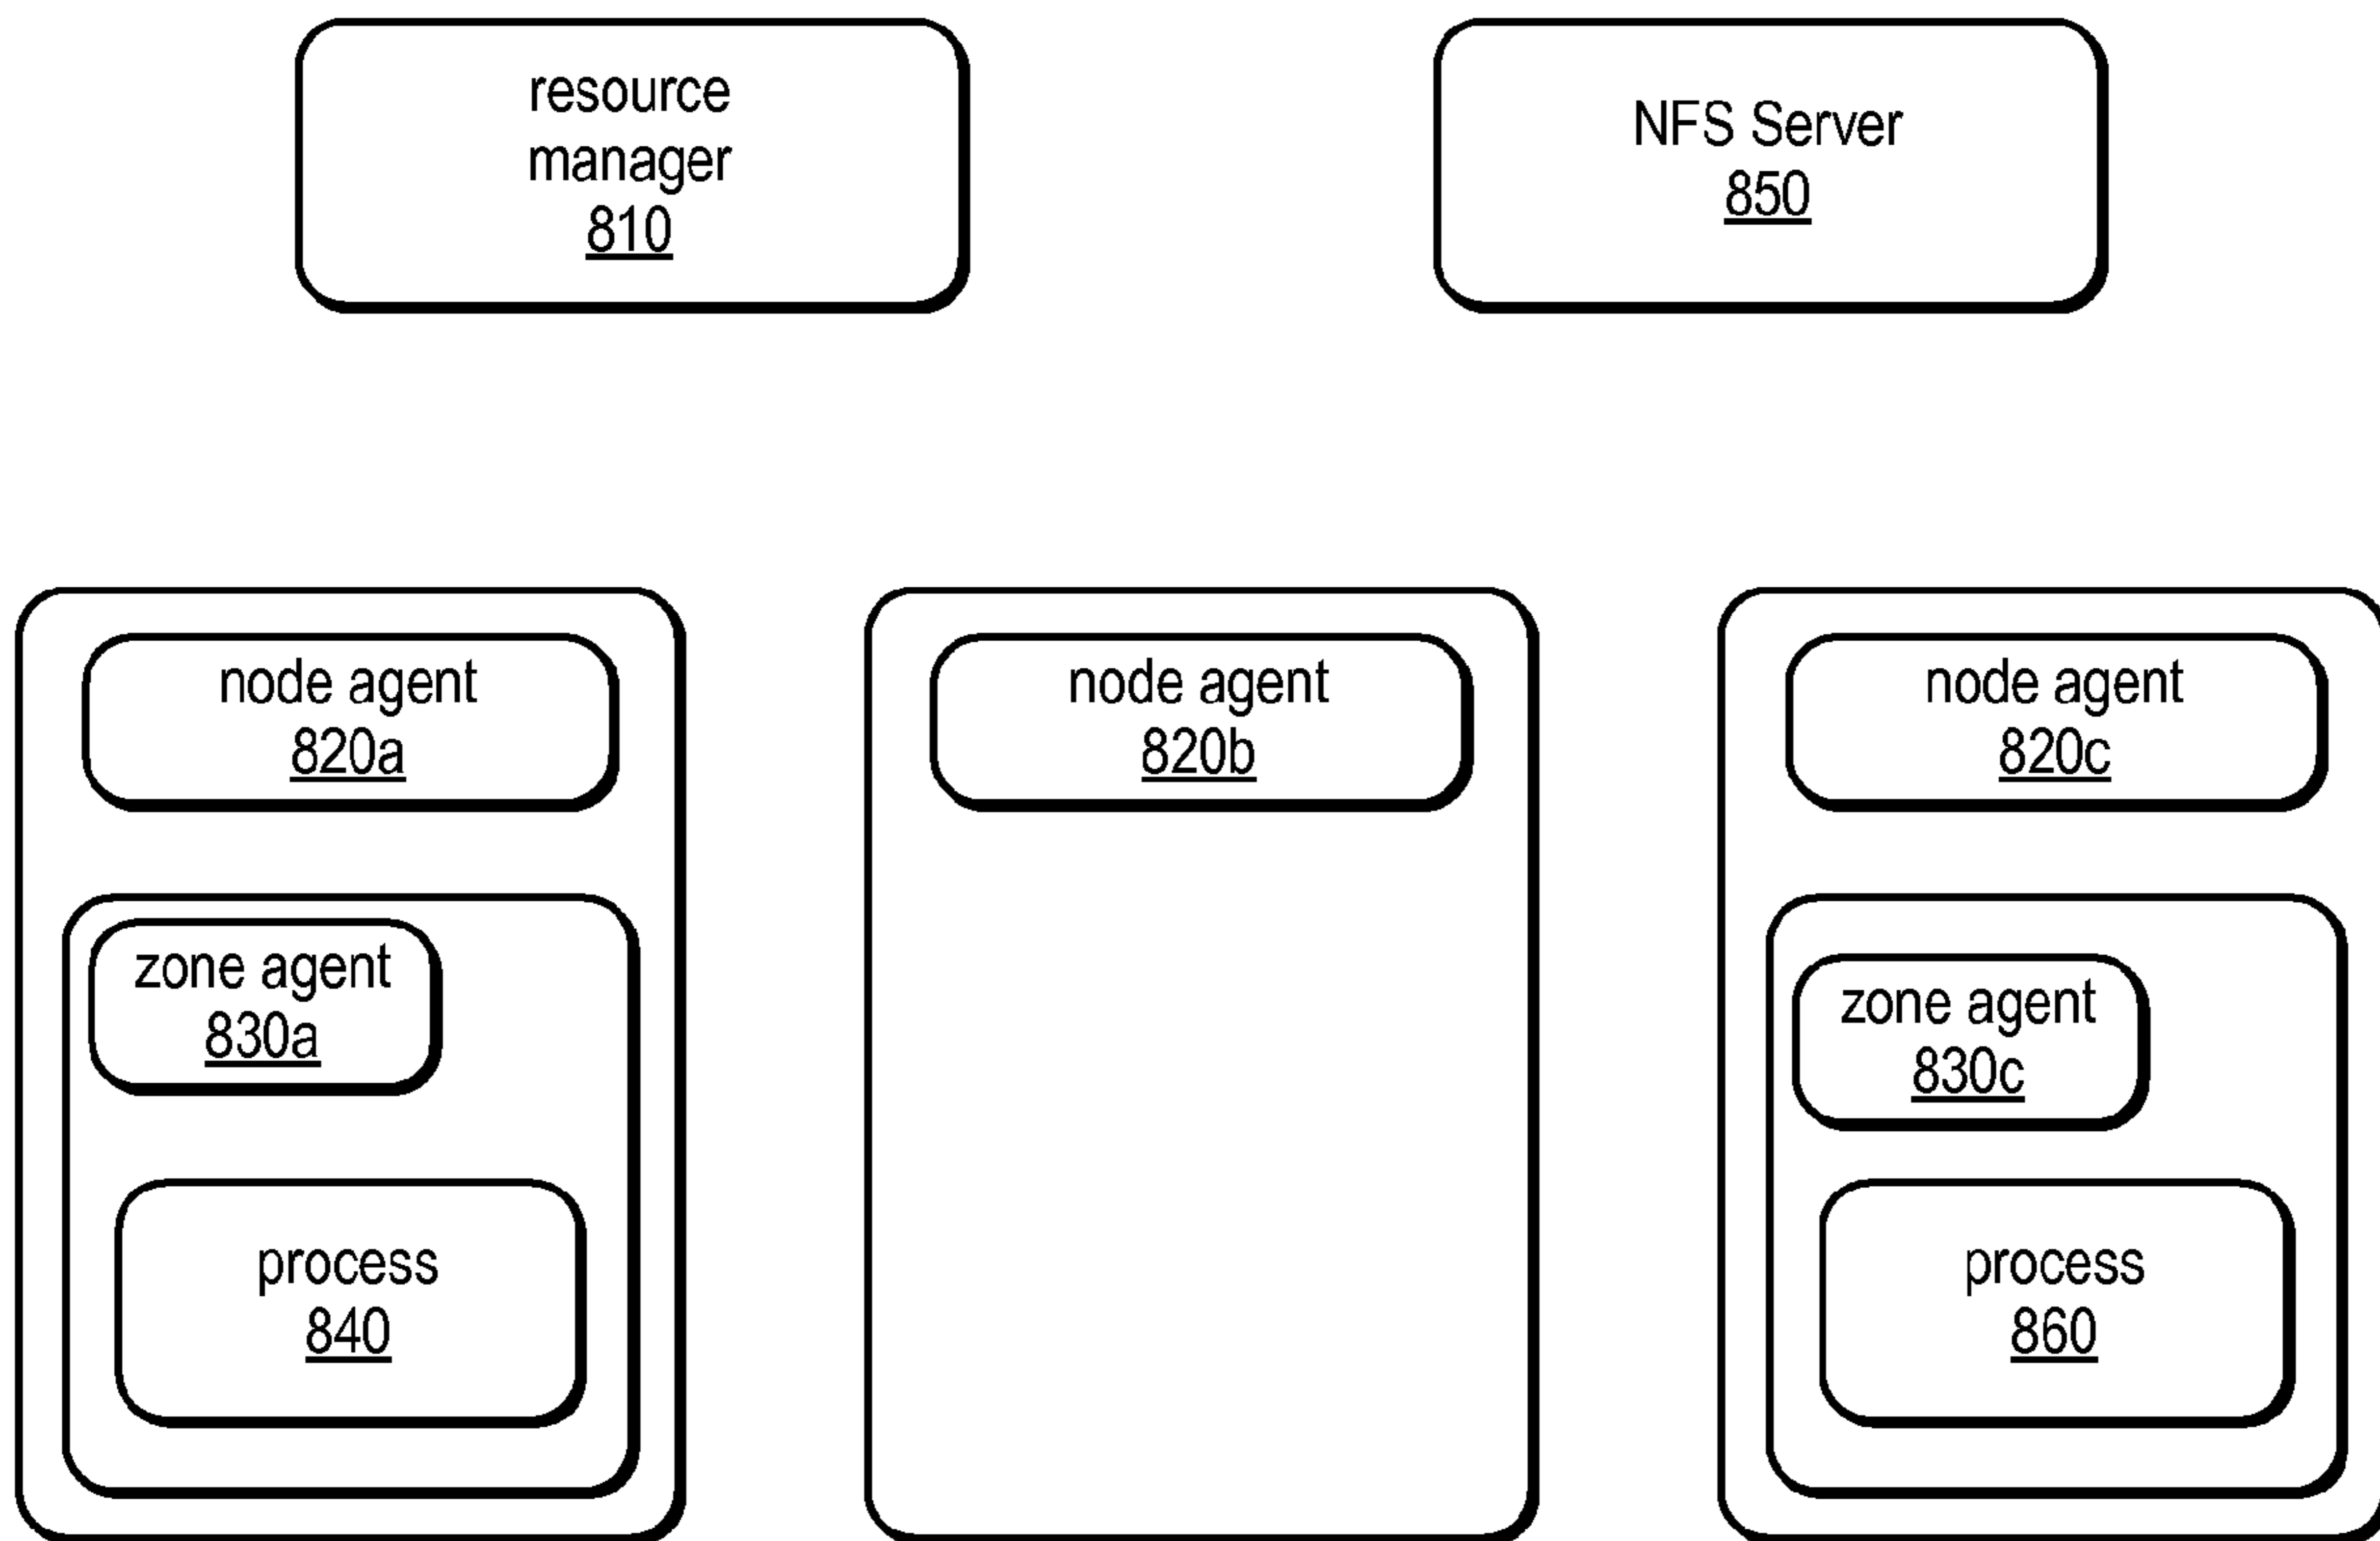 resource
manager
810
NFS Server
850
node agent
820a
node agent
820b
node agent
820c
zone agent
830a
zone agent
830c
process
840
process
860